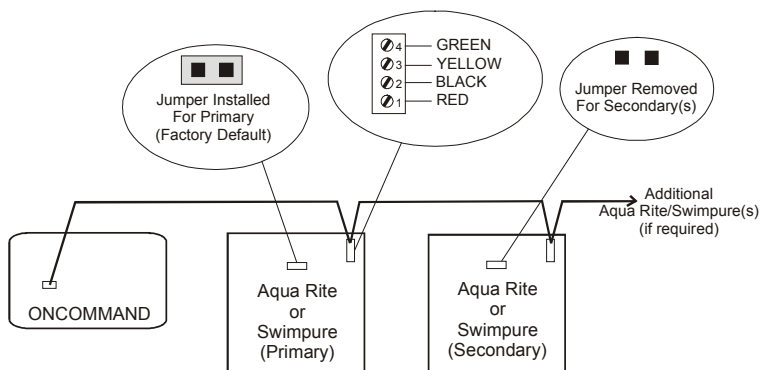 Jumper Installed
For Primary
(Factory Default)
4 GREEN
3 YELLOW
2 BLACK
1 RED
Jumper Removed
For Secondary(s)
Additional
Aqua Rite/Swimpure(s)
(if required)
ONCOMMAND
Aqua Rite
or
Swimpure
(Primary)
Aqua Rite
or
Swimpure
(Secondary)